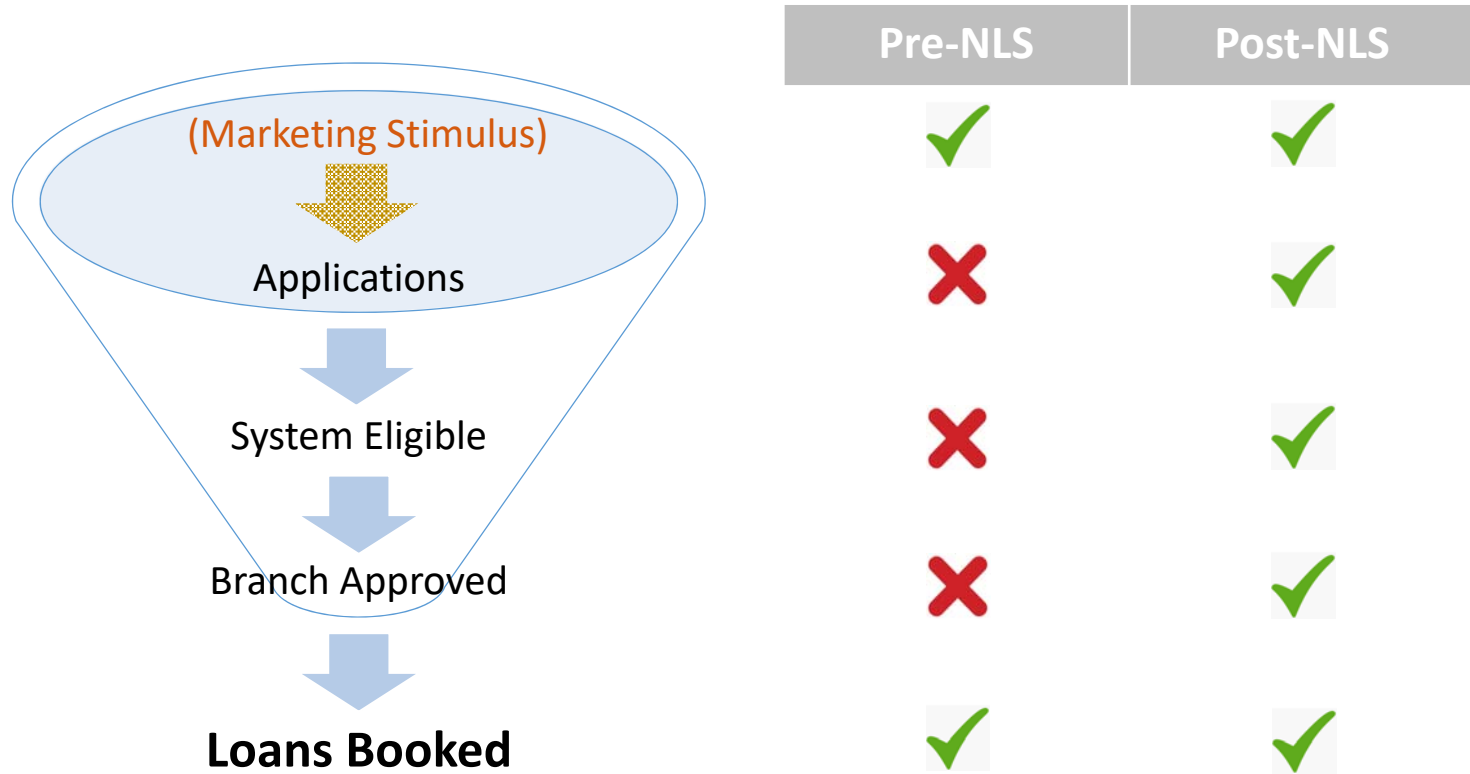 Pre-NLS
Post-NLS
(Marketing Stimulus)
Applications
System Eligible
Branch Approved
Loans Booked